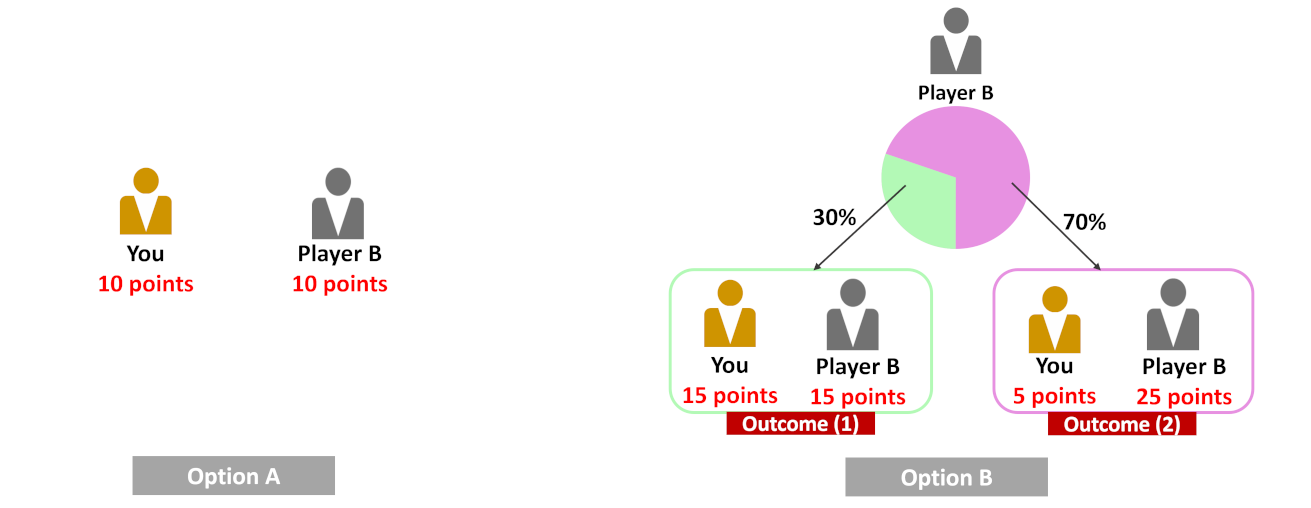 You
10 points
Player B
10 points
Option A
Player B
30%
70%
You
15 points
Player B
15 points
Outcome (1)
You
5 points
Player B
25 points
Outcome (2)
Option B